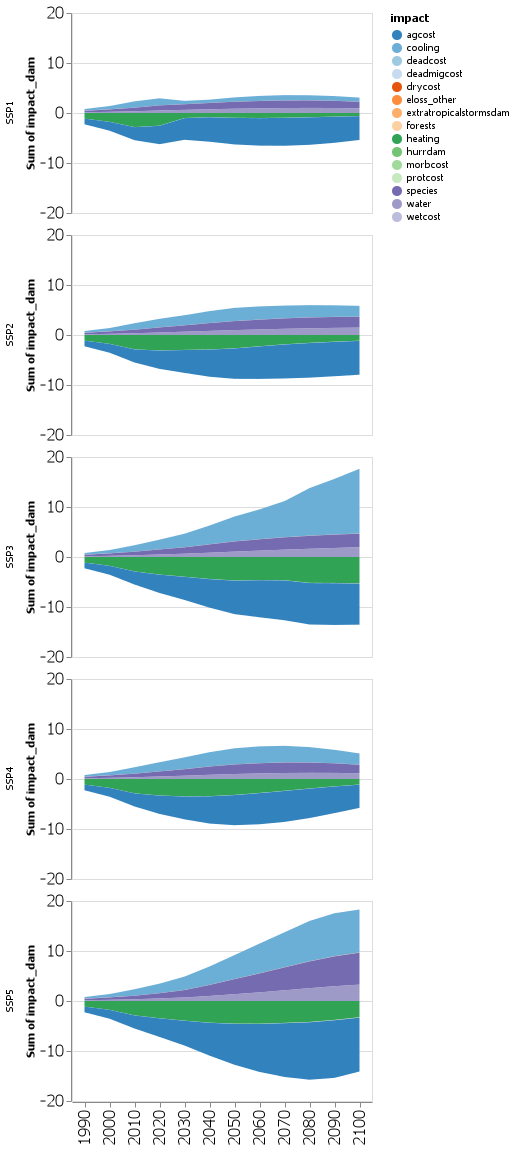 impact
agcost
cooling
deadcost
deadmigcost
drycost
eloss_other
extratropicalstormsdam
forests
heating
hurrdam
morbcost
protcost
species
water
wetcost
SSP1
Sum of impact_dam
20
10
0
-10
-20
SSP2
Sum of impact_dam
20
10
0
-10
-20
SSP3
Sum of impact_dam
20
10
0
-10
-20
SSP4
Sum of impact_dam
20
10
0
-10
-20
SSP5
Sum of impact_dam
20
10
0
-10
-20
1990
2000
2010
2020
2030
2040
2050
2060
2070
2080
2090
2100